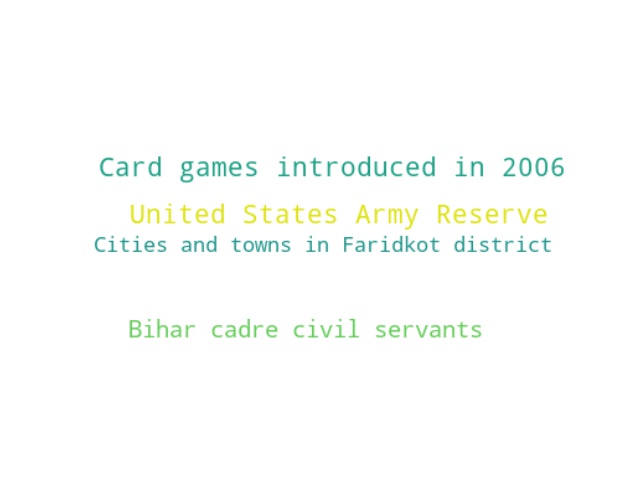 Card games introduced in 2006
United States Army Reserve
Cities and towns in Faridkot district
Bihar cadre civil servants